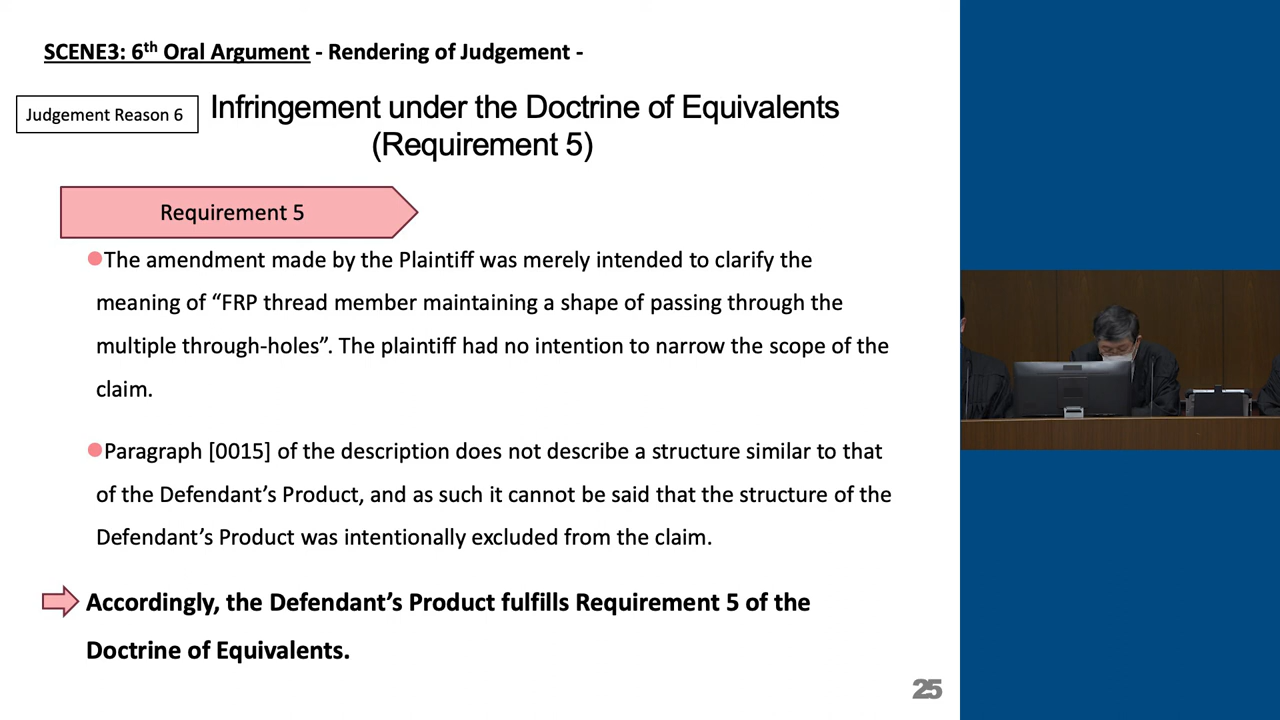 SCENE3: 6th Oral Argument - Rendering of Judgement -
Judgement Reason 6
Infringement under the Doctrine of Equivalents
(Requirement 5)
Requirement 5
●The amendment made by the Plaintiff was merely intended to clarify the
meaning of “FRP thread member maintaining a shape of passing through the
multiple through-holes”. The plaintiff had no intention to narrow the scope of the
claim.
●Paragraph [0015] of the description does not describe a structure similar to that
of the Defendant’s Product, and as such it cannot be said that the structure of the
Defendant’s Product was intentionally excluded from the claim.
Accordingly, the Defendant’s Product fulfills Requirement 5 of the
Doctrine of Equivalents.
25